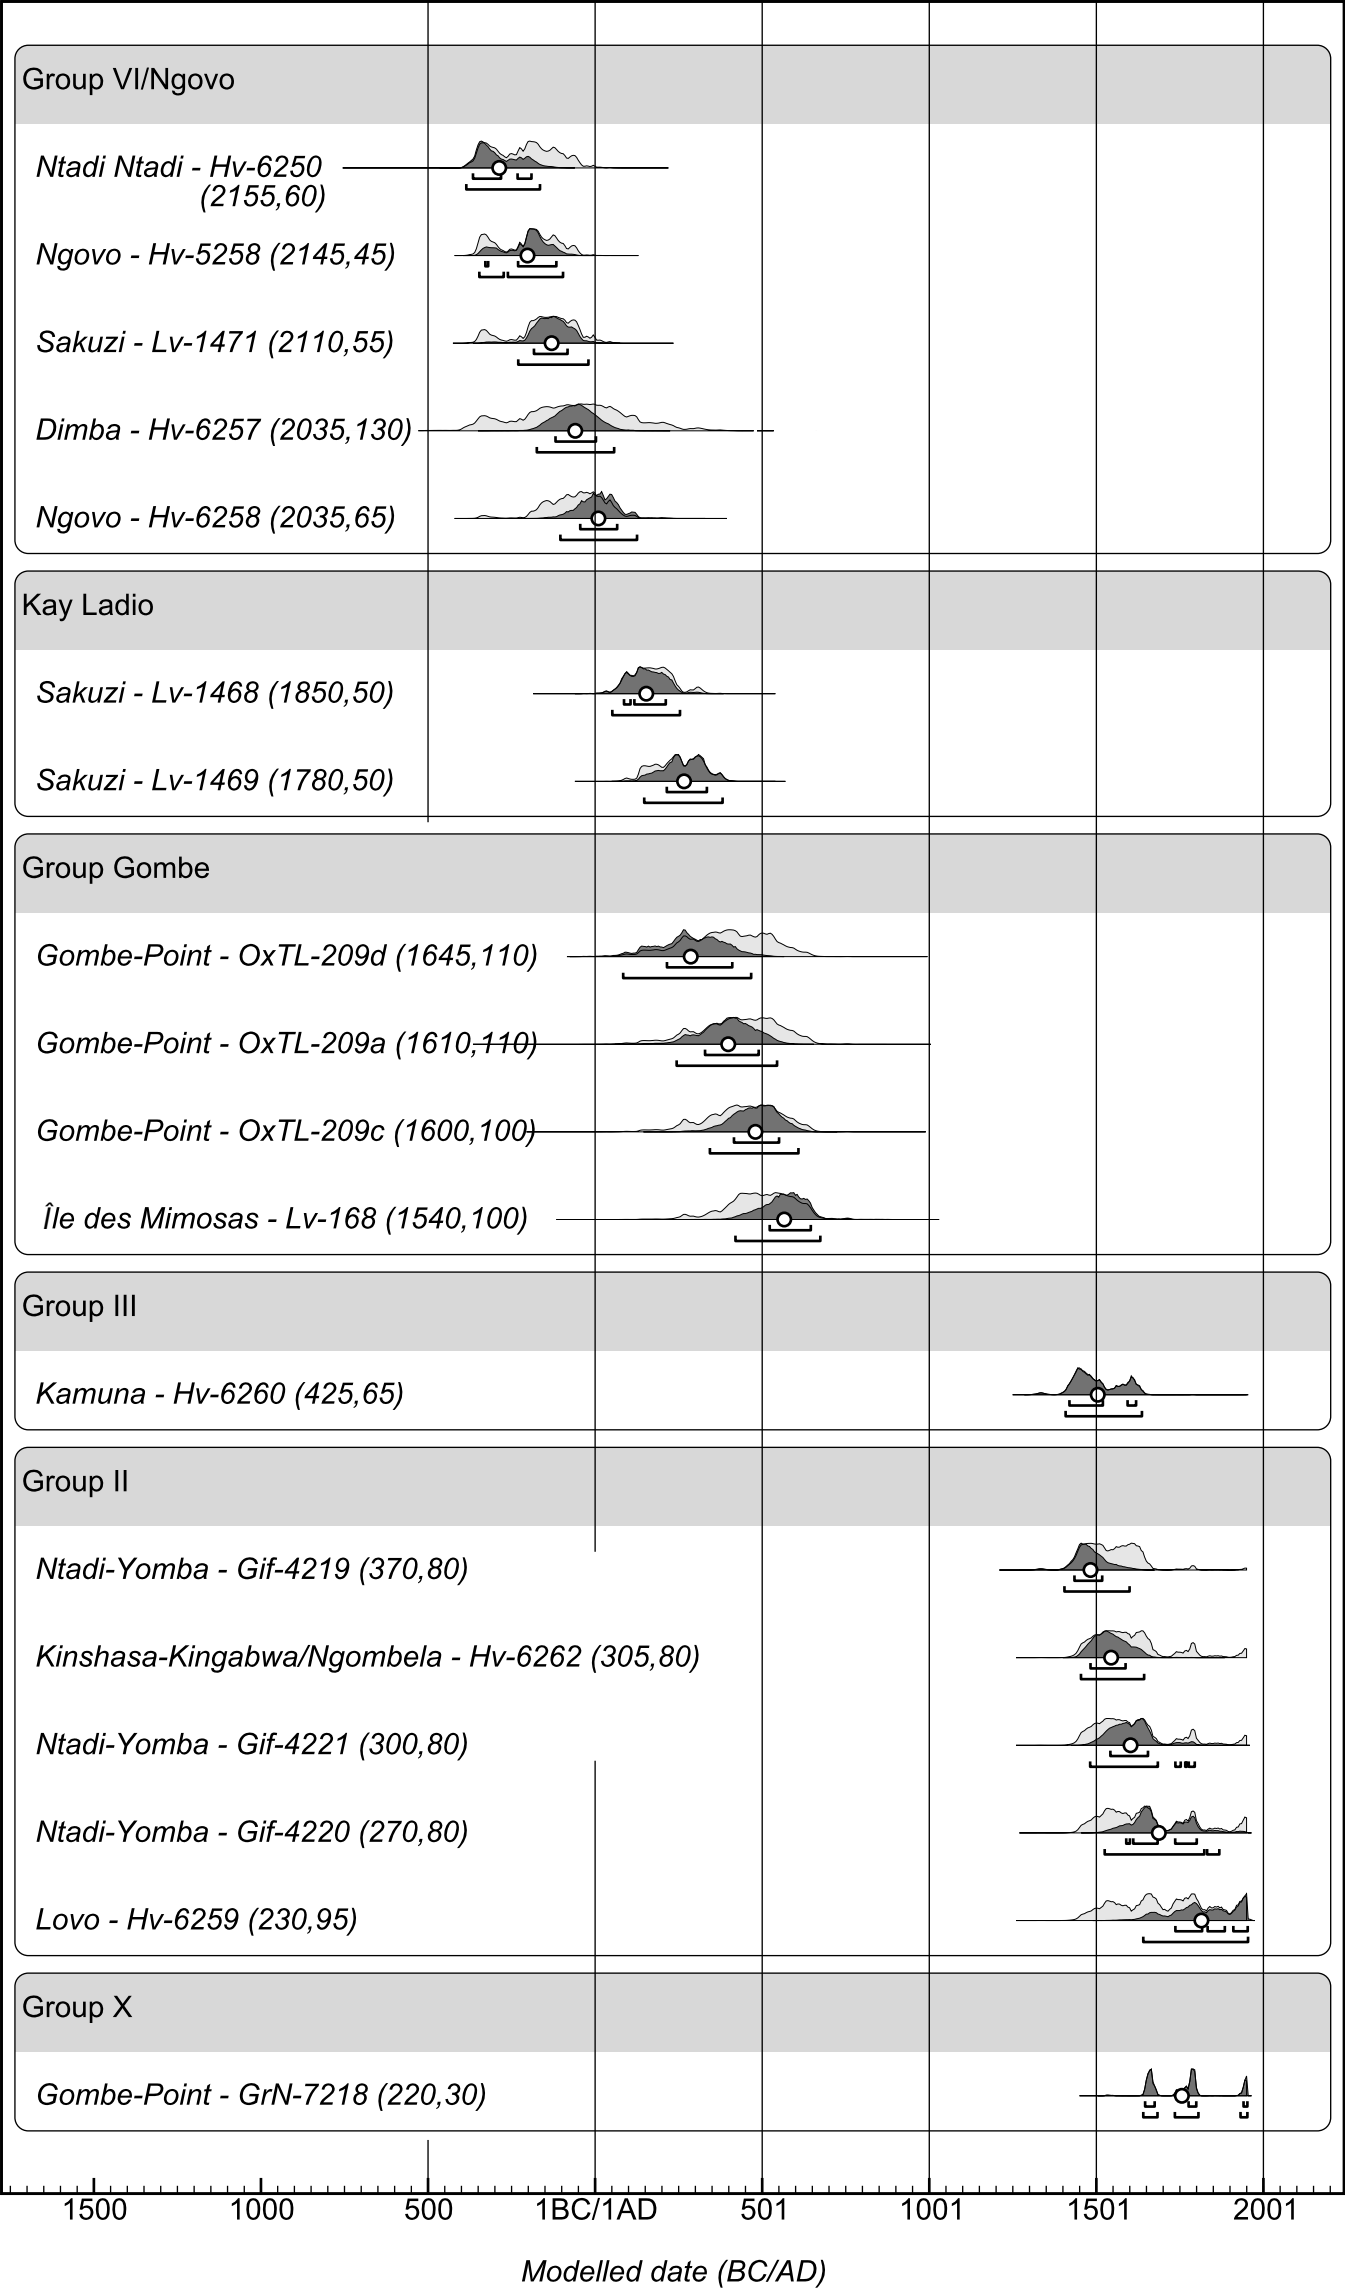 Group VI/Ngovo
Ntadi Ntadi - Hv-6250
(2155,60)
Ngovo - Hv-5258 (2145,45)
Sakuzi - Lv-1471 (2110,55)
Dimba - Hv-6257 (2035,130)
Ngovo - Hv-6258 (2035,65)
Kay Ladio
Sakuzi - Lv-1468 (1850,50)
Sakuzi - Lv-1469 (1780,50)
Group Gombe
Gombe-Point - OxTL-209d (1645,110)
Gombe-Point - OxTL-209a (1610,110)
Gombe-Point - OxTL-209c (1600,100)
Île des Mimosas - Lv-168 (1540,100)
Group III
Kamuna - Hv-6260 (425,65)
Group II
Ntadi-Yomba - Gif-4219 (370,80)
Kinshasa-Kingabwa/Ngombela - Hv-6262 (305,80)
Ntadi-Yomba - Gif-4221 (300,80)
Ntadi-Yomba - Gif-4220 (270,80)
Lovo - Hv-6259 (230,95)
Group X
Gombe-Point - GrN-7218 (220,30)
1500 1000 500 1BC/1AD 501 1001 1501 2001
Modelled date (BC/AD)